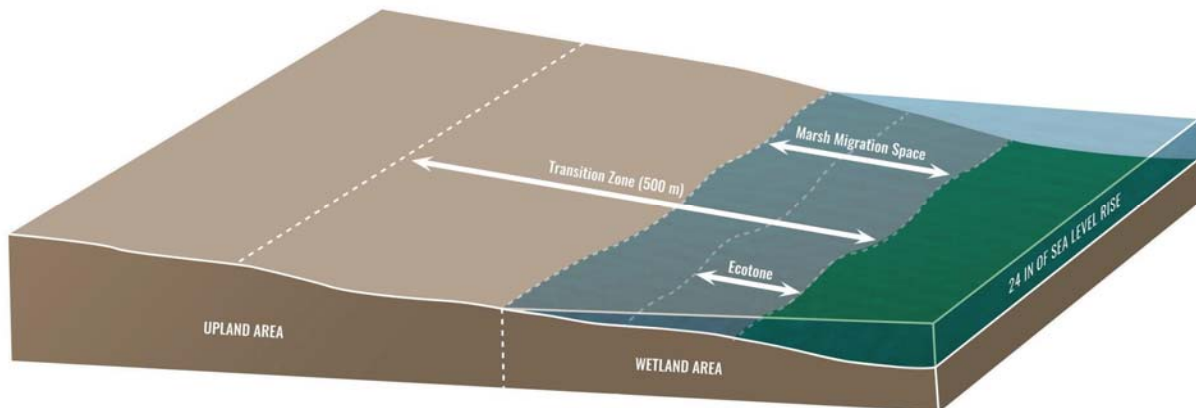 Marsh Migration Space
Transition Zone (500 m)
Ecotone
24 IN OF SEA LEVEL RISE
UPLAND AREA
WETLAND AREA